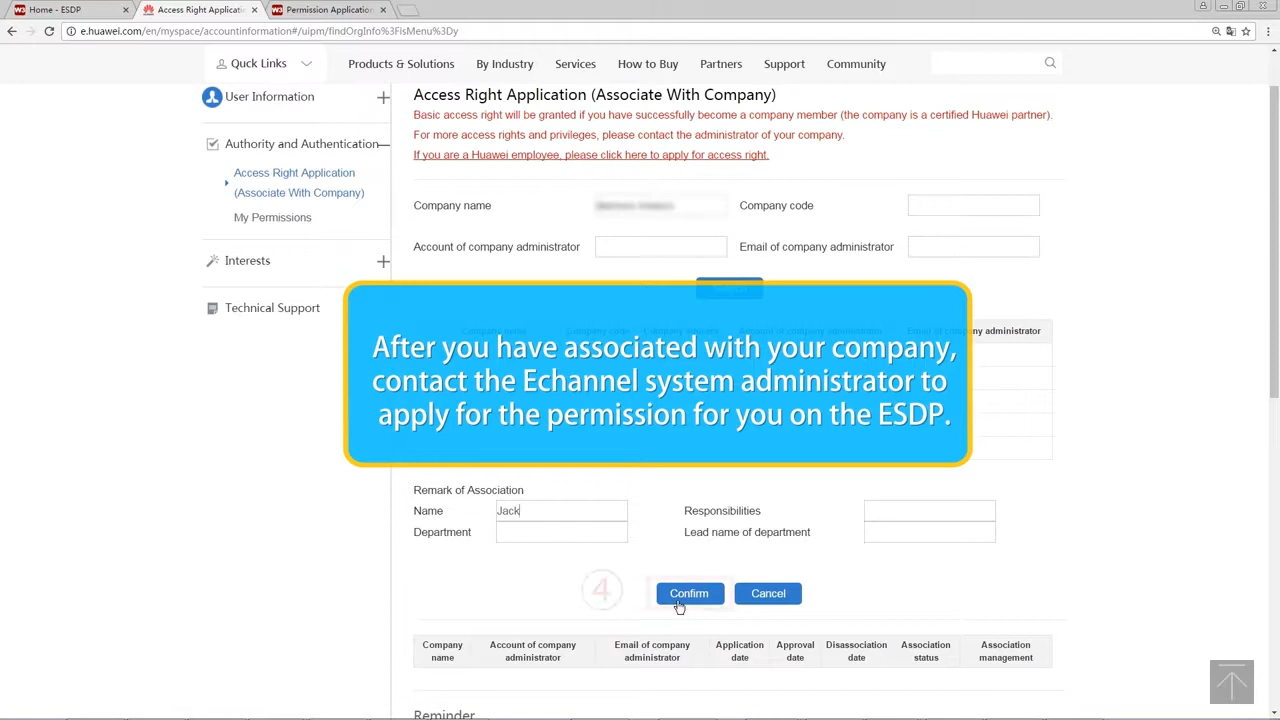 Home - ESDP
Access Right Applicatio
Permission Application
e.huawei.com/en/myspace/accountinformation#/uipm/findOrgInfo%3FisMenu%3Dy
Quck Links
Products & Solutions
By Industry
Services
How to Buy
Partners
Support
Community
User Information
Authority and Authentication
Access Right Application
(Associate With Company)
My Permissions
Interests
Technical Support
Access Right Application (Associate With Company)
Basic access right will be granted if you have successfully become a company member (the company is a certified Huawei partner).
For more access rights and privileges, please contact the administrator of your company.
If you are a Huawei employee, please click here to apply for access right.
Company name
Company code
Account of company administrator
Email of company administrator
Company name Company code Company address Account of company administrator Email of company administrator
After you have associated with your company,
contact the Echannel system administrator to
apply for the permission for you on the ESDP.
Remark of Association
Name Jack Responsibilities
Department Lead name of department
4 Confirm Cancel
Company name
Account of company administrator
Email of company administrator
Application date
Approval date
Disassociation date
Association status
Association management
Reminder